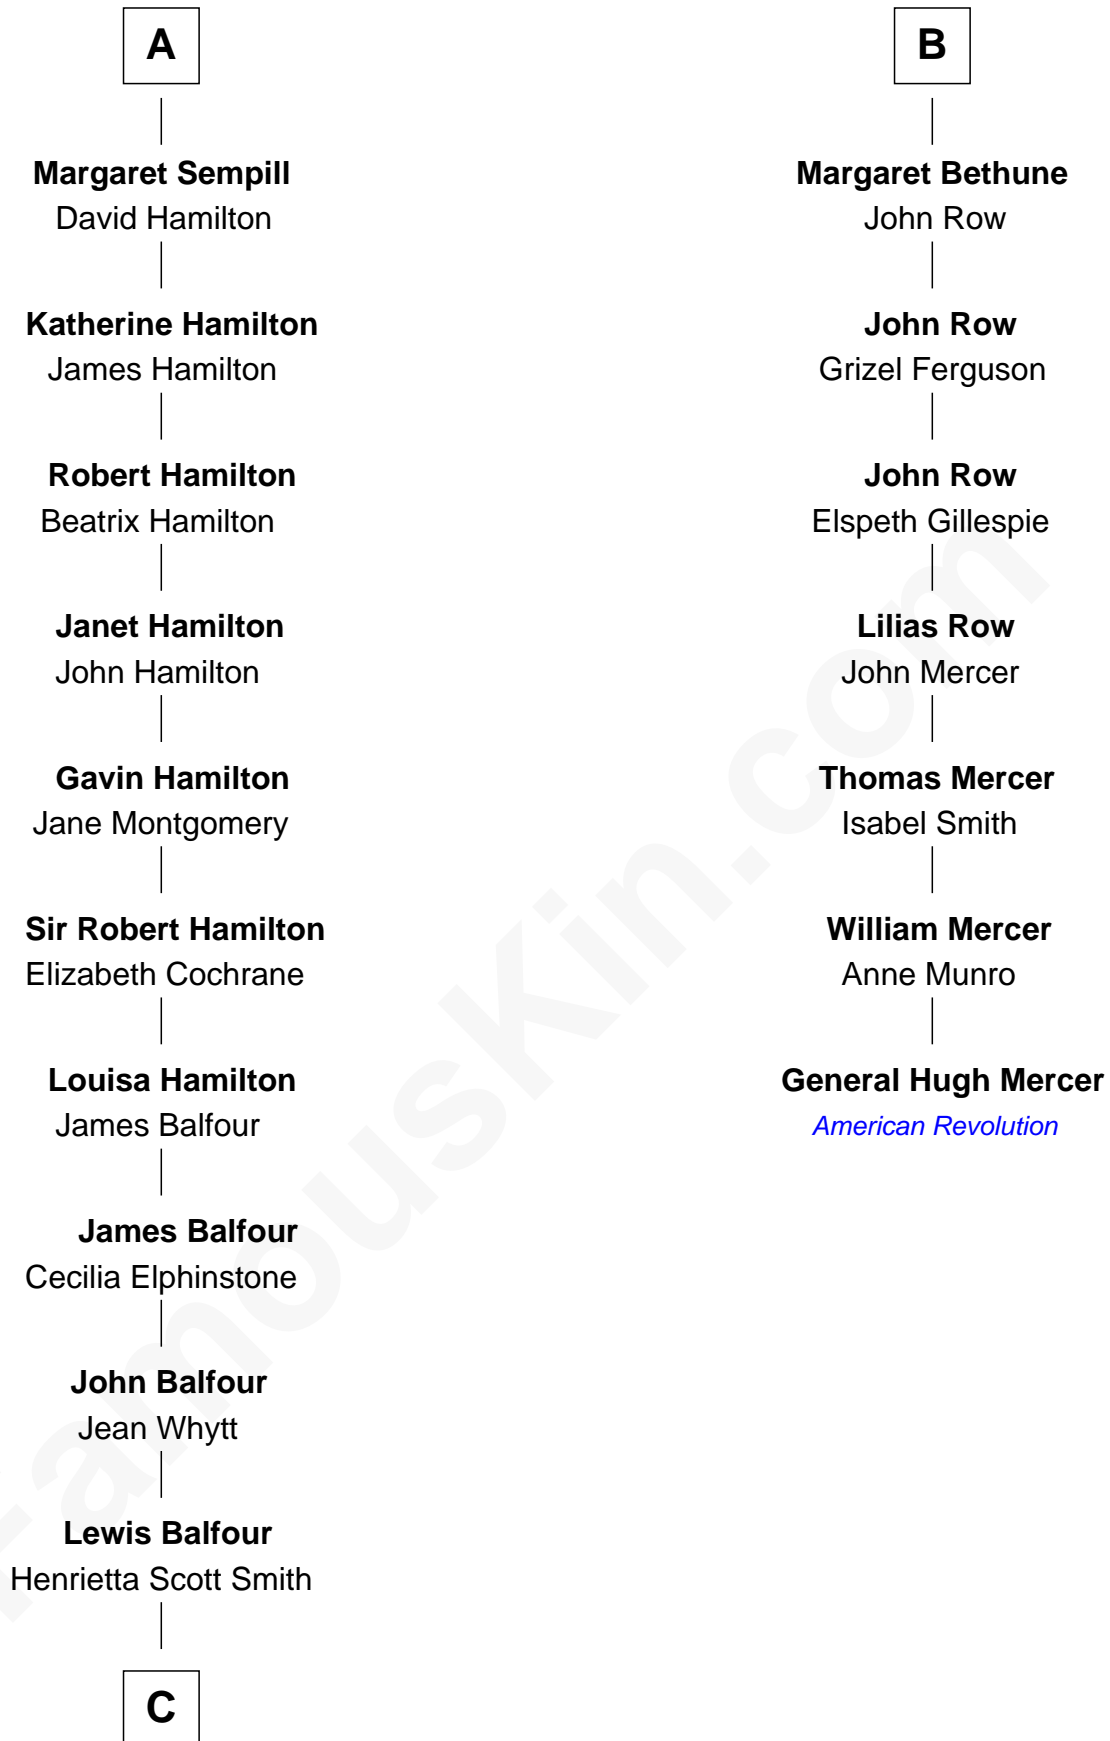 A
Margaret Sempill
David Hamilton
Katherine Hamilton
James Hamilton
Robert Hamilton
Beatrix Hamilton
Janet Hamilton
John Hamilton
Gavin Hamilton
Jane Montgomery
Sir Robert Hamilton
Elizabeth Cochrane
Louisa Hamilton
James Balfour
James Balfour
Cecilia Elphinstone
John Balfour
Jean Whytt
Lewis Balfour
Henrietta Scott Smith
C
B
Margaret Bethune
John Row
John Row
Grizel Ferguson
John Row
Elspeth Gillespie
Lilias Row
John Mercer
Thomas Mercer
Isabel Smith
William Mercer
Anne Munro
General Hugh Mercer
American Revolution
FamousKin.com